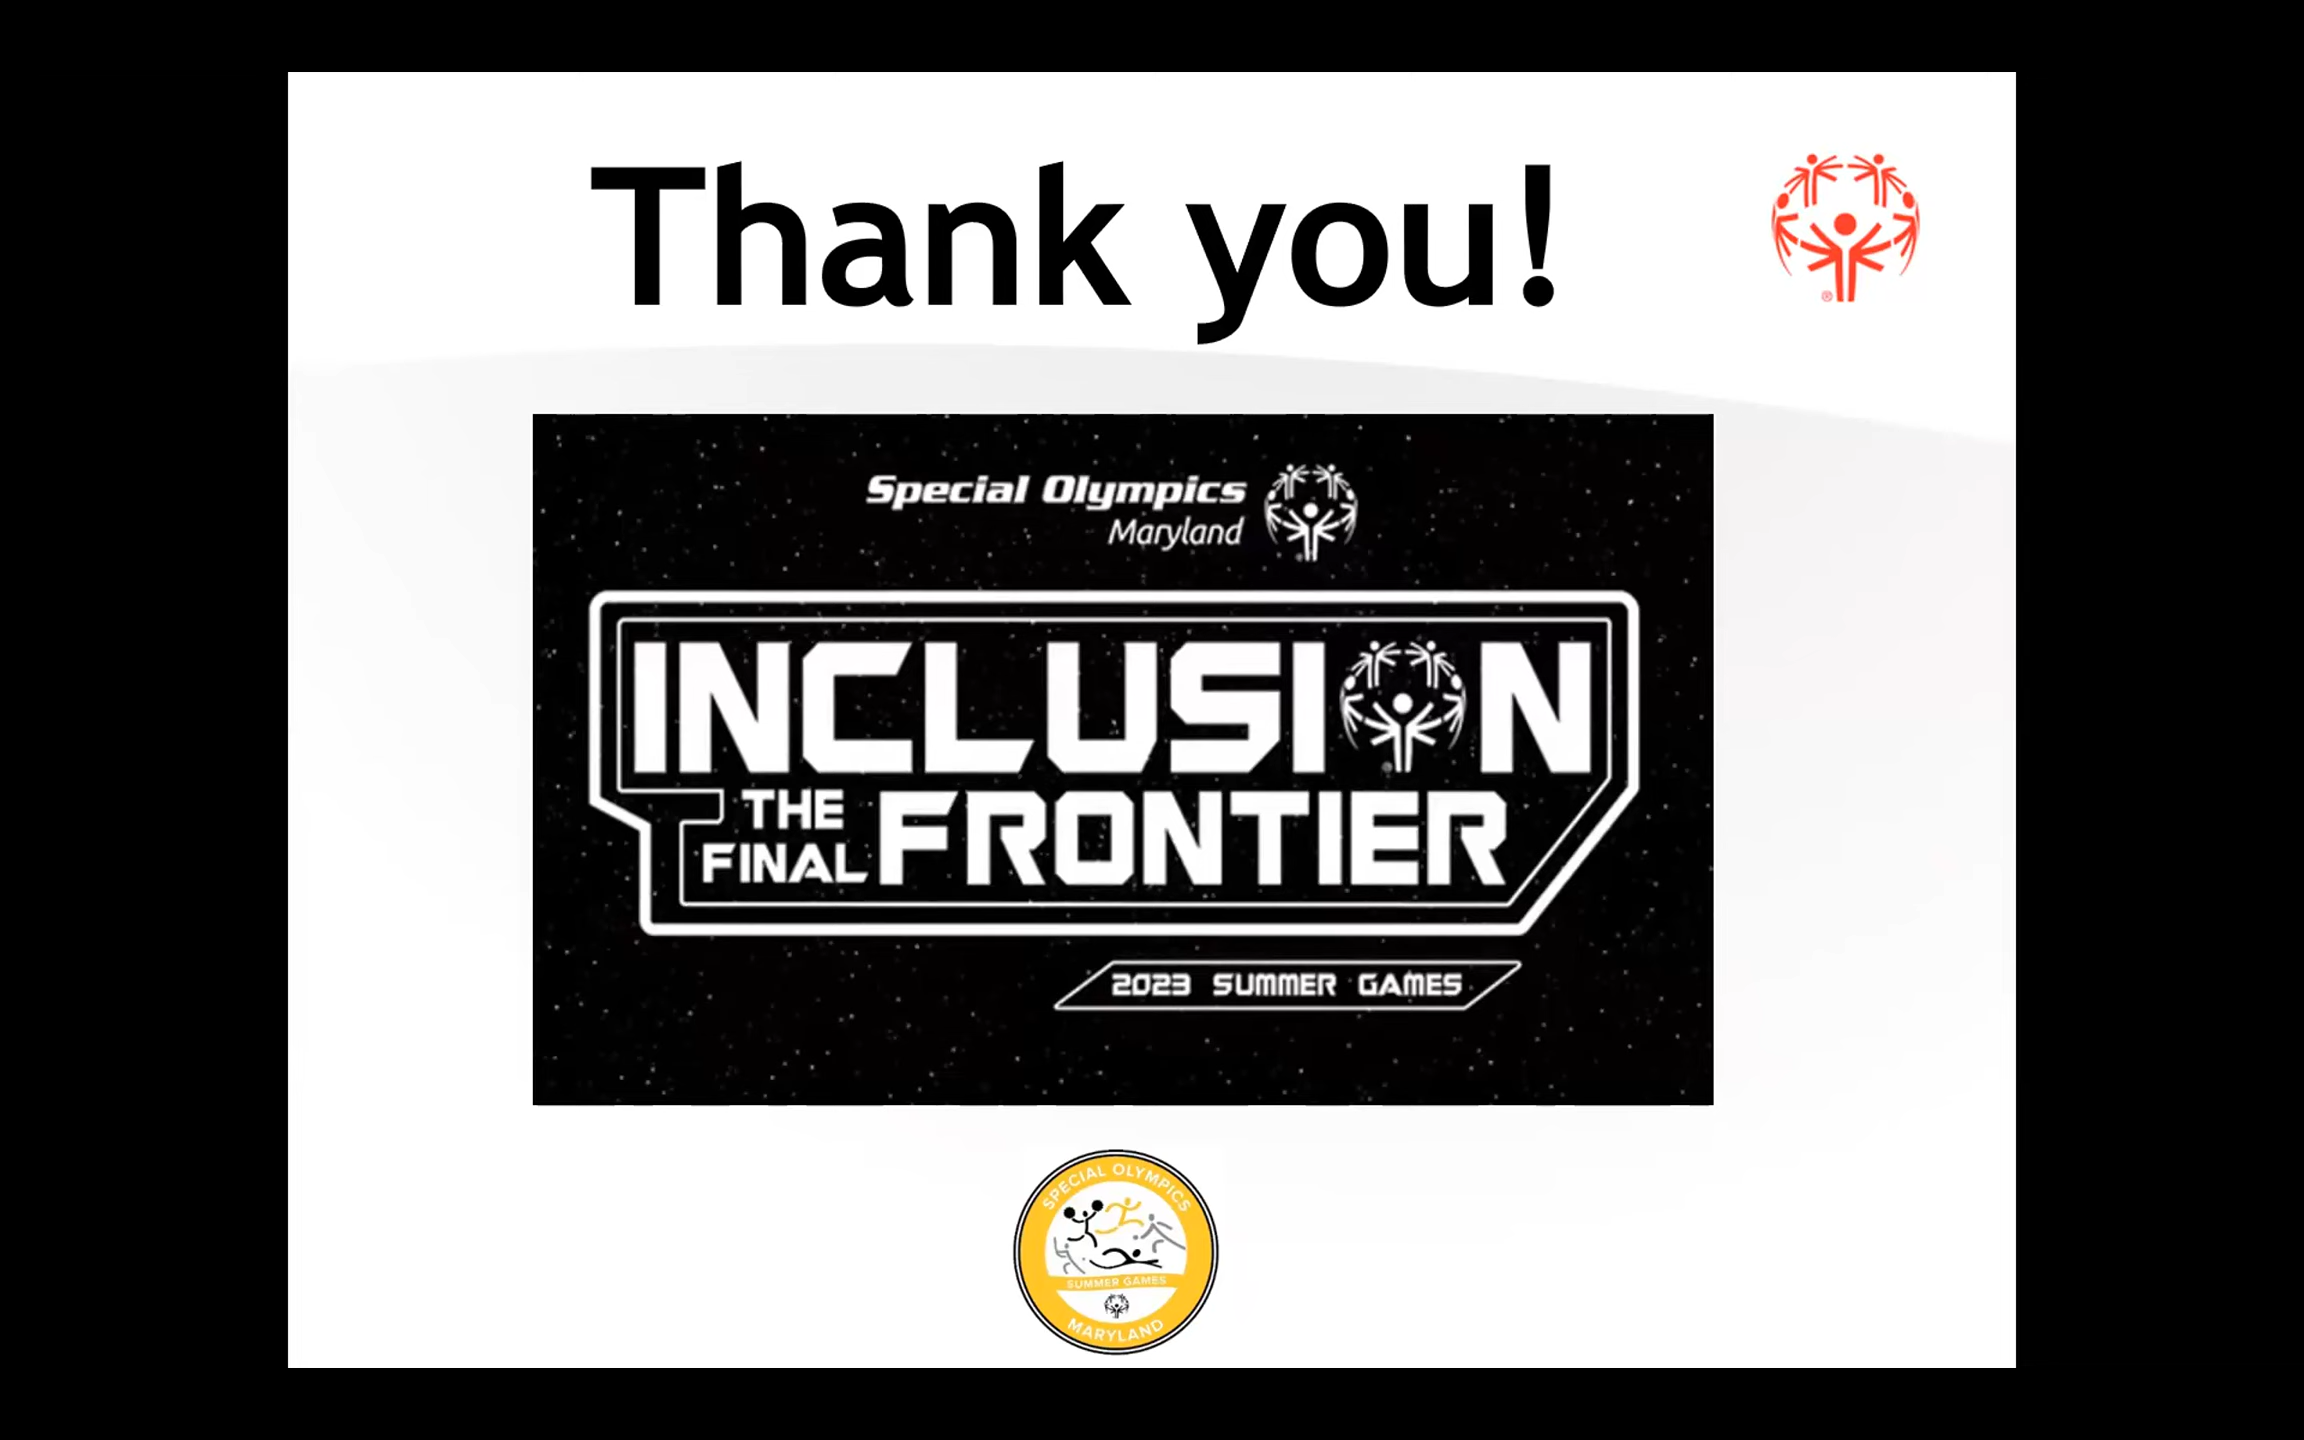 Thank you!
Special Olympics
Maryland
INCLUSION
THE
FINAL FRONTIER
2023 SUMMER GAMES
SPECIAL OLYMPICS
SUMMER GAMES
MARYLAND